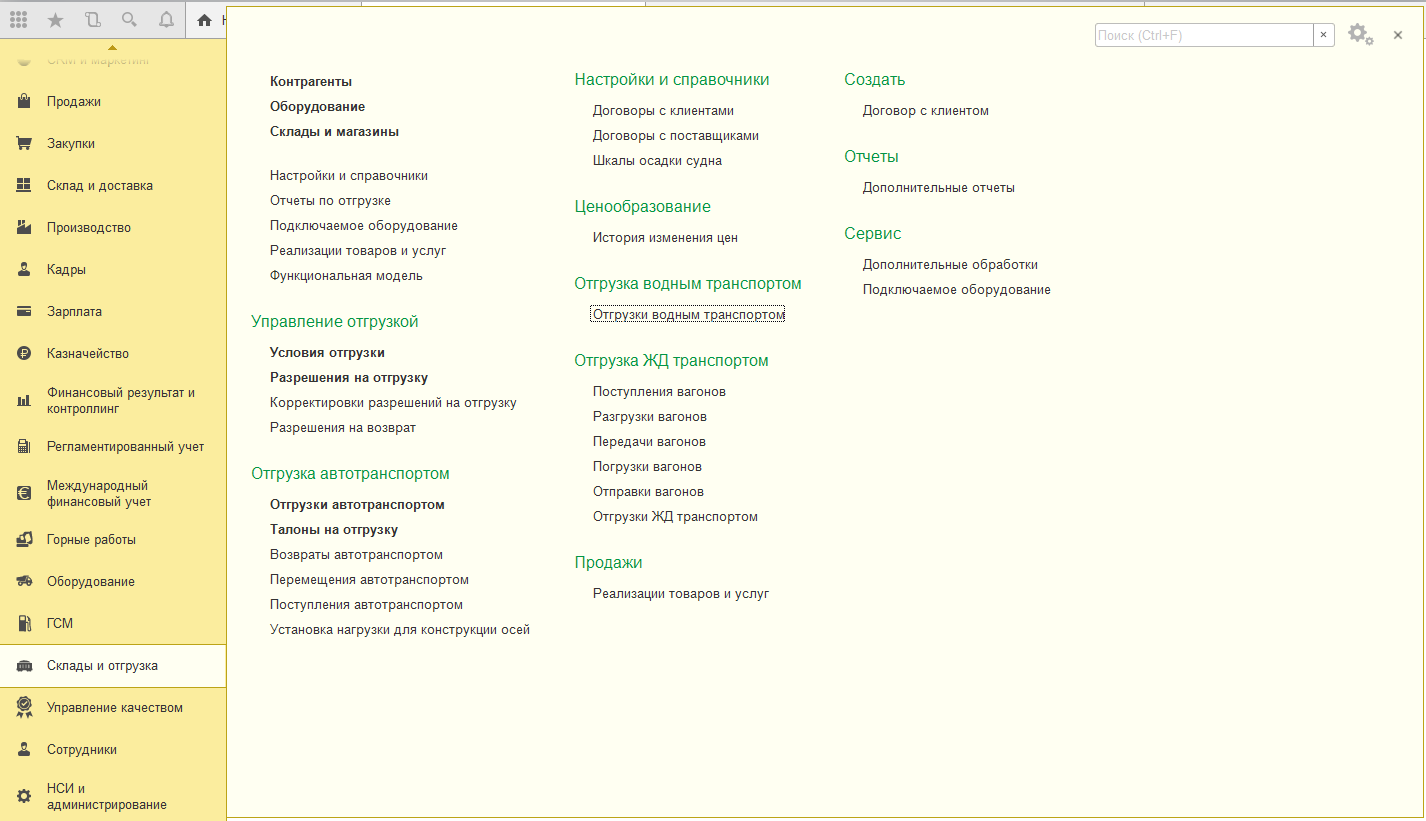 CRM и маркетинг
Продажи
Закупки
Склад и доставка
Производство
Кадры
Зарплата
Казначейство
Финансовый результат и
контроллинг
Регламентированный учет
Международный
финансовый учет
Горные работы
Оборудование
ГСМ
Склады и отгрузка
Управление качеством
Сотрудники
НСИ и
администрирование
Поиск (Ctrl+F)
Контрагенты
Оборудование
Склады и магазины
Настройки и справочники
Отчеты по отгрузке
Подключаемое оборудование
Реализации товаров и услуг
Функциональная модель
Управление отгрузкой
Условия отгрузки
Разрешения на отгрузку
Корректировки разрешений на отгрузку
Разрешения на возврат
Отгрузка автотранспортом
Отгрузки автотранспортом
Талоны на отгрузку
Возвраты автотранспортом
Перемещения автотранспортом
Поступления автотранспортом
Установка нагрузки для конструкции осей
Настройки и справочники
Договоры с клиентами
Договоры с поставщиками
Шкалы осадки судна
Ценообразование
История изменения цен
Отгрузка водным транспортом
Отгрузки водным транспортом
Отгрузка ЖД транспортом
Поступления вагонов
Разгрузки вагонов
Передачи вагонов
Погрузки вагонов
Отправки вагонов
Отгрузки ЖД транспортом
Продажи
Реализации товаров и услуг
Создать
Договор с клиентом
Отчеты
Дополнительные отчеты
Сервис
Дополнительные обработки
Подключаемое оборудование